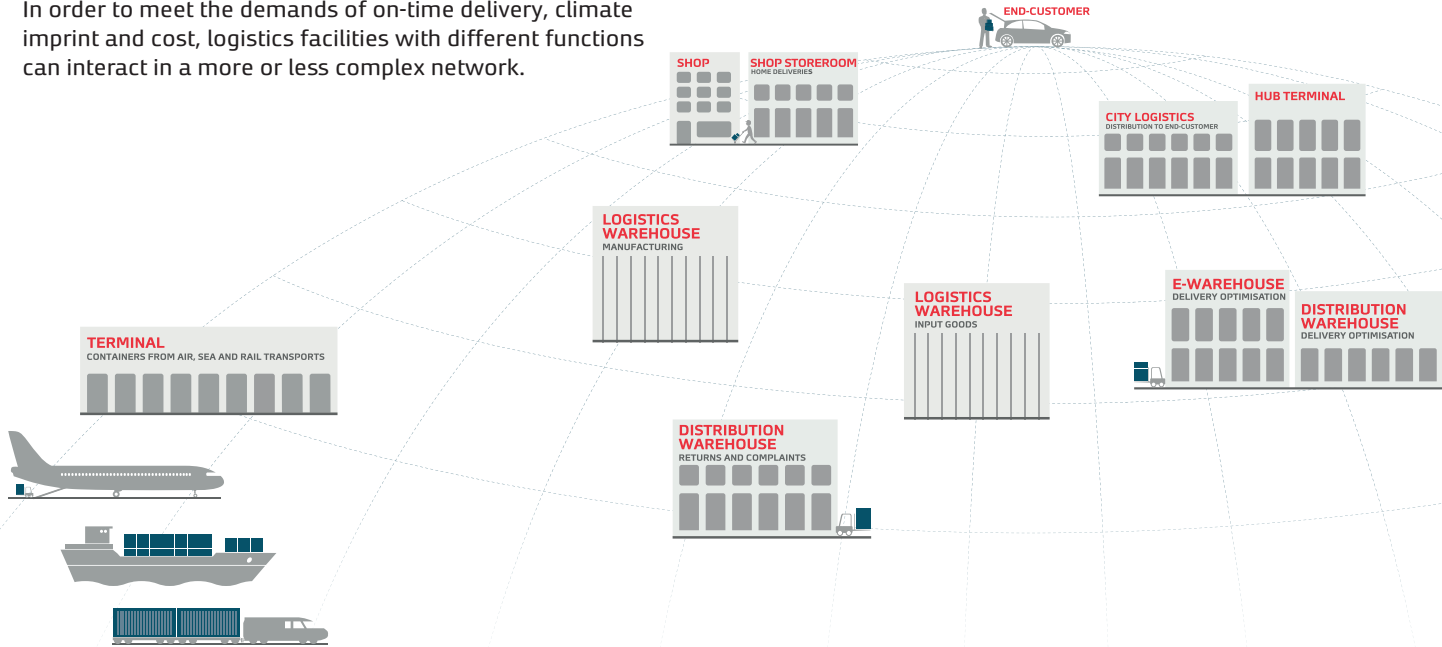 In order to meet the demands of on-time delivery, climate
imprint and cost, logistics facilities with different functions
can interact in a more or less complex network.
END-CUSTOMER
SHOP
SHOP STOREROOM
HOME DELIVERIES
HUB TERMINAL
CITY LOGISTICS
DISTRIBUTION TO END-CUSTOMER
LOGISTICS
WAREHOUSE
MANUFACTURING
E-WAREHOUSE
DELIVERY OPTIMISATION
LOGISTICS
WAREHOUSE
INPUT GOODS
DISTRIBUTION
WAREHOUSE
DELIVERY OPTIMISATION
TERMINAL
CONTAINERS FROM AIR, SEA AND RAIL TRANSPORTS
DISTRIBUTION
WAREHOUSE
RETURNS AND COMPLAINTS